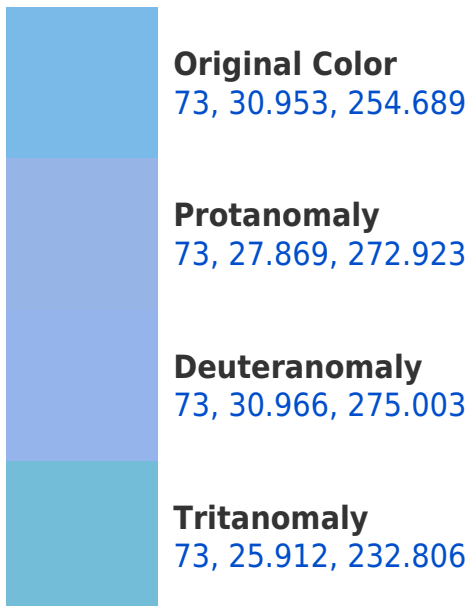 Original Color
73, 30.953, 254.689
Protanomaly
73, 27.869, 272.923
Deuteranomaly
73, 30.966, 275.003
Tritanomaly
73, 25.912, 232.806